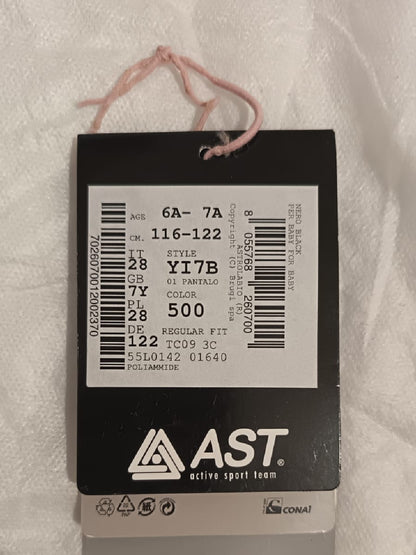 AGE 6A- 7A
CM. 116-122
IT
28
GB
7Y
PL
28
DE
122
STYLE
YI7B
01 PANTALO
COLOR
500
REGULAR FIT
TC09 3C
55L0142 01640
POLIAMMIDE
7026070012002370
8 055768 260700
NERO BLACK
PER BABY FOR BABY
ASTROLABIO (R)
Copyright (C) Brugi spa
AST®
active sport team
CONAI